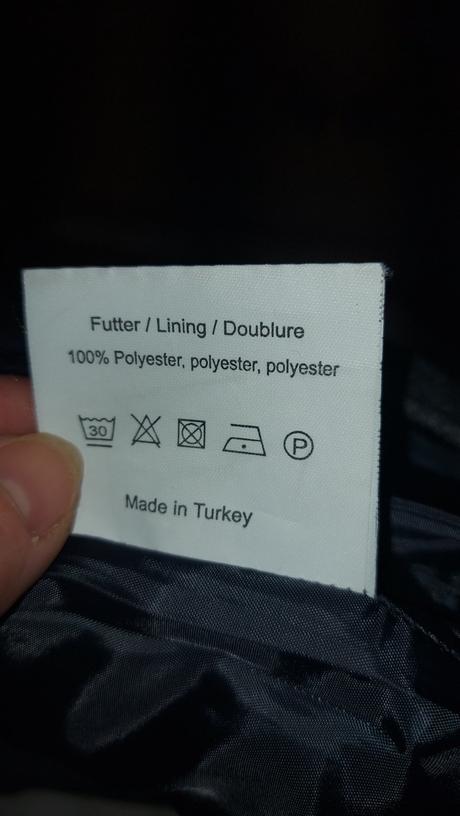 Futter / Lining / Doublure
100% Polyester, polyester, polyester
30 P
Made in Turkey